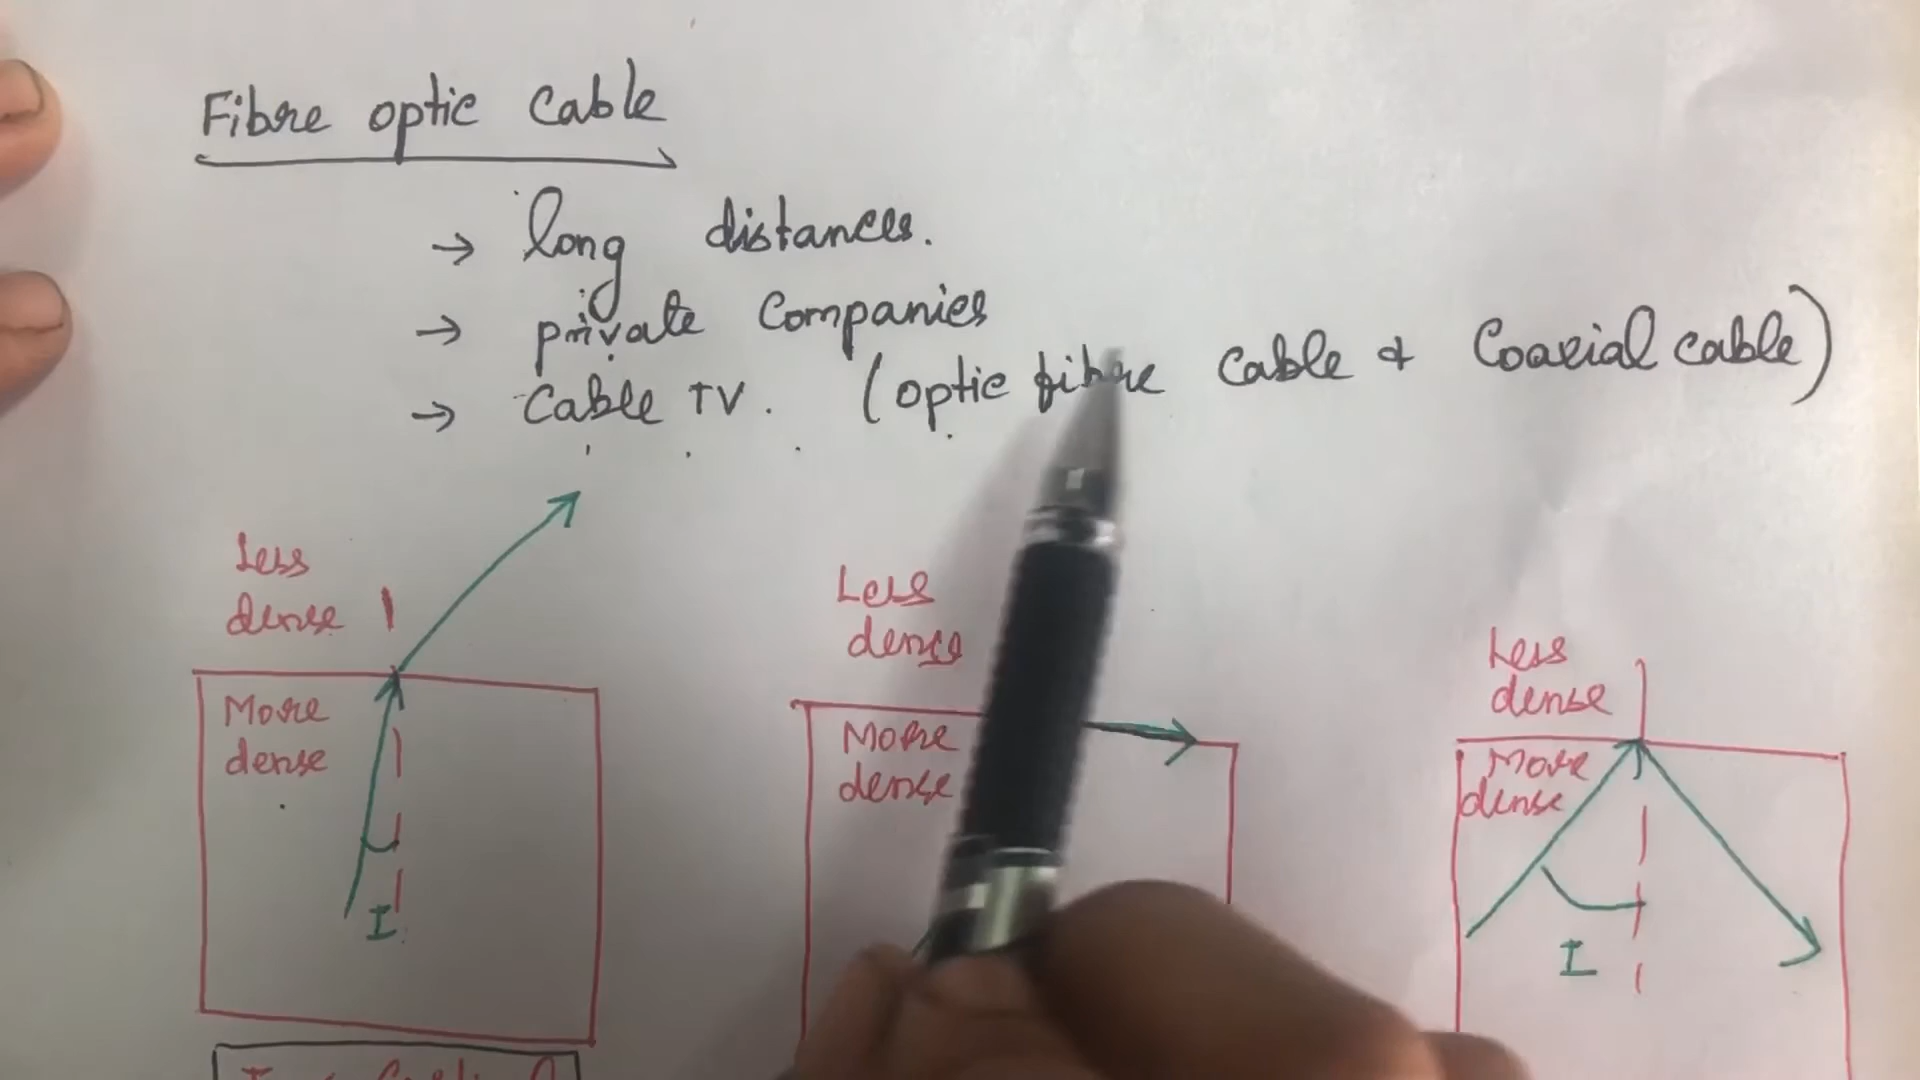 Fibre optic Cable
→ long distances.
→ private Companies
→ Cable TV. (optic fibre Cable + Coaxial cable)
Less
dense
More
dense
I
Less
dense
More
dense
Less
dense
More
dense
I